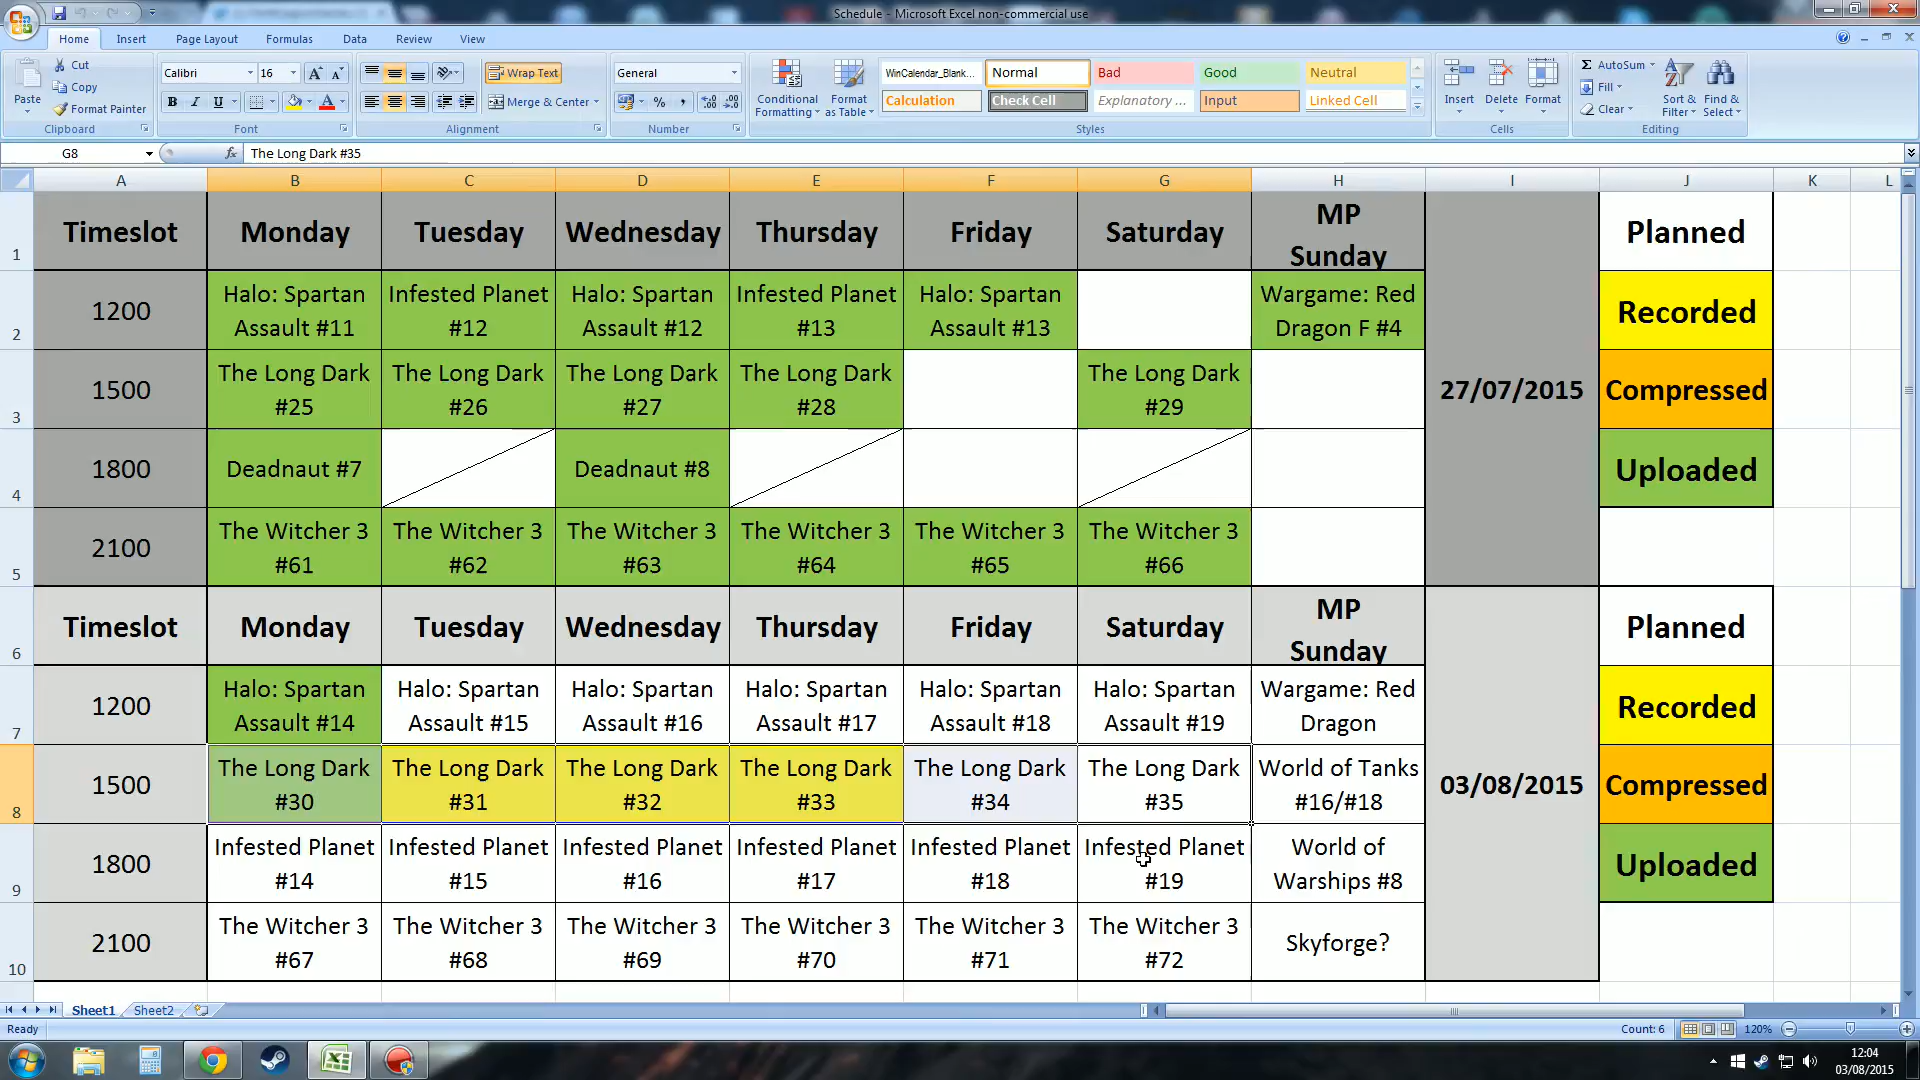 Schedule - Microsoft Excel non-commercial use
Home Insert Page Layout Formulas Data Review View
Cut
Copy
Format Painter
Paste
Clipboard
Calibri 16
B I U
Font
Wrap Text
Merge & Center
Alignment
General
Number
Conditional Formatting
Format as Table
WinCalendar_Blank... Normal Bad Good Neutral
Calculation Check Cell Explanatory ... Input Linked Cell
Styles
Insert Delete Format
Cells
AutoSum
Fill
Clear
Sort & Filter
Find & Select
Editing
G8 fx The Long Dark #35
A B C D E F G H I J K L
1 Timeslot Monday Tuesday Wednesday Thursday Friday Saturday MP Sunday Planned
2 1200 Halo: Spartan Assault #11 Infested Planet #12 Halo: Spartan Assault #12 Infested Planet #13 Halo: Spartan Assault #13 Wargame: Red Dragon F #4 Recorded
3 1500 The Long Dark #25 The Long Dark #26 The Long Dark #27 The Long Dark #28 The Long Dark #29 27/07/2015 Compressed
4 1800 Deadnaut #7 Deadnaut #8 Uploaded
5 2100 The Witcher 3 #61 The Witcher 3 #62 The Witcher 3 #63 The Witcher 3 #64 The Witcher 3 #65 The Witcher 3 #66
6 Timeslot Monday Tuesday Wednesday Thursday Friday Saturday MP Sunday Planned
7 1200 Halo: Spartan Assault #14 Halo: Spartan Assault #15 Halo: Spartan Assault #16 Halo: Spartan Assault #17 Halo: Spartan Assault #18 Halo: Spartan Assault #19 Wargame: Red Dragon Recorded
8 1500 The Long Dark #30 The Long Dark #31 The Long Dark #32 The Long Dark #33 The Long Dark #34 The Long Dark #35 World of Tanks #16/#18 03/08/2015 Compressed
9 1800 Infested Planet #14 Infested Planet #15 Infested Planet #16 Infested Planet #17 Infested Planet #18 Infested Planet #19 World of Warships #8 Uploaded
10 2100 The Witcher 3 #67 The Witcher 3 #68 The Witcher 3 #69 The Witcher 3 #70 The Witcher 3 #71 The Witcher 3 #72 Skyforge?
Sheet1 Sheet2
Ready Count: 6 120%
12:04
03/08/2015